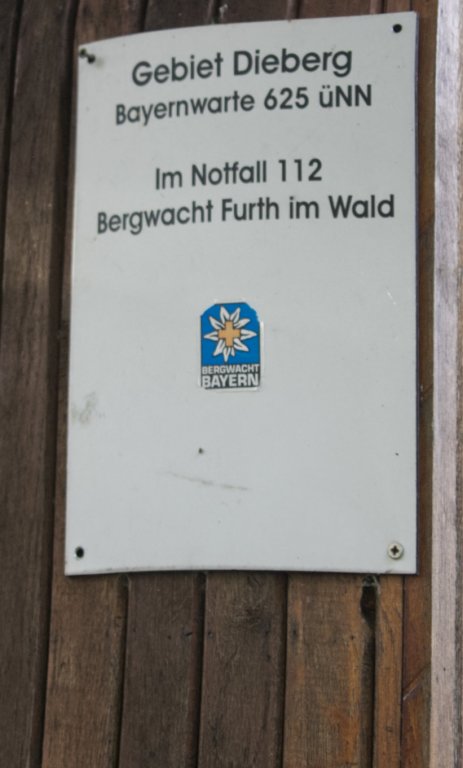 Gebiet Dieberg
Bayernwarte 625 üNN
Im Notfall 112
Bergwacht Furth im Wald
BERGWACHT
BAYERN